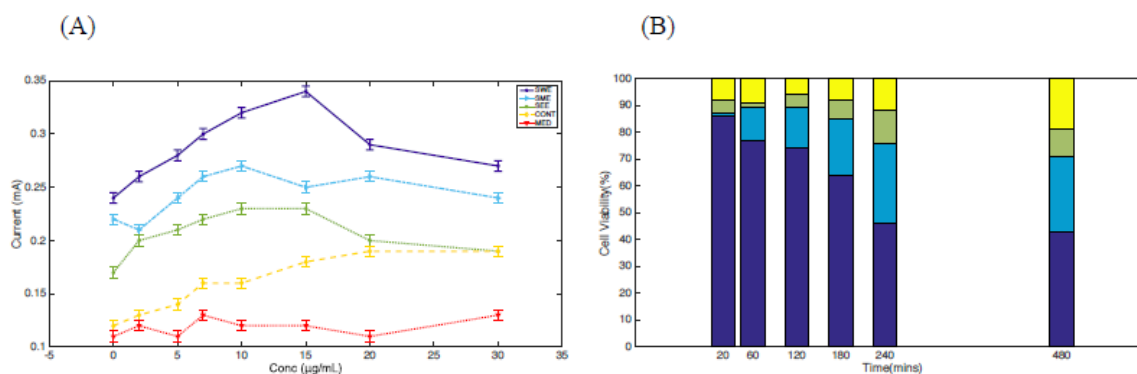 (A)
(B)
0.35
0.3
0.25
0.2
0.15
0.1
Current (mA)
-5 0 5 10 15 20 25 30 35
Conc (μg/mL)
SWE
SME
SEE
CONT
MED
100
90
80
70
60
50
40
30
20
10
0
Cell Viability(%)
20 60 120 180 240 480
Time(mins)